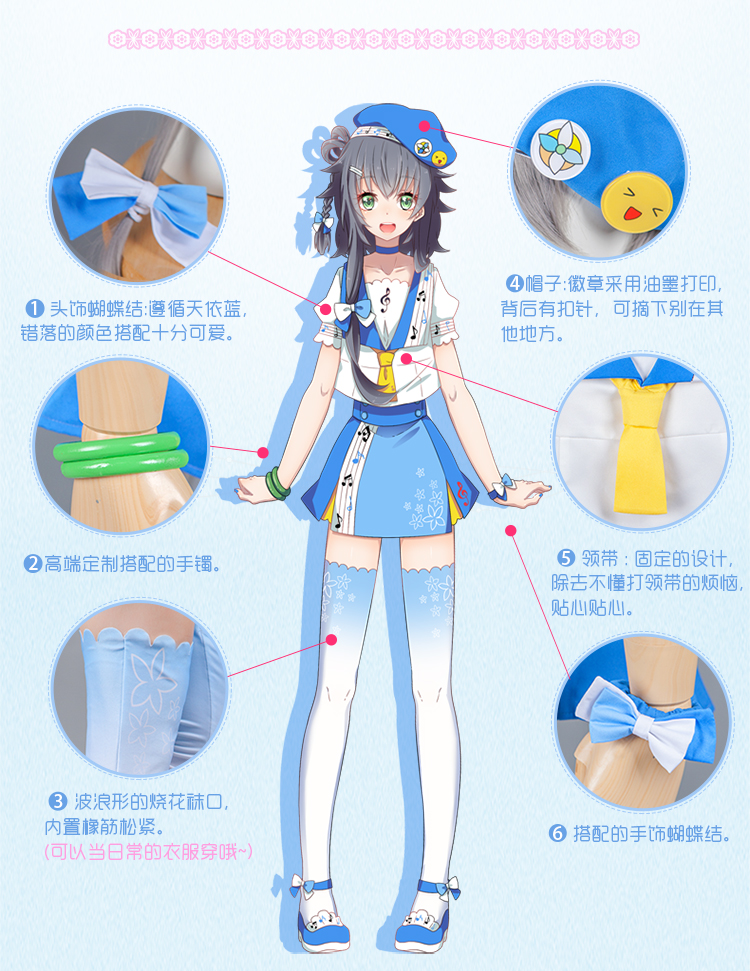 ❶ 头饰蝴蝶结:遵循天依蓝,
错落的颜色搭配十分可爱。
❷高端定制搭配的手镯。
❸ 波浪形的烧花袜口,
内置橡筋松紧。
(可以当日常的衣服穿哦~)
❹帽子:徽章采用油墨打印,
背后有扣针，可摘下别在其
他地方。
❺ 领带：固定的设计,
除去不懂打领带的烦恼,
贴心贴心。
❻ 搭配的手饰蝴蝶结。